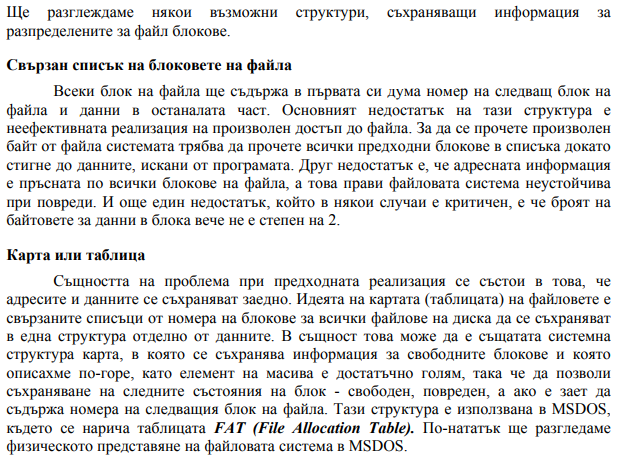 Ще разглеждаме някои възможни структури, съхраняващи информация за
разпределените за файл блокове.
Свързан списък на блоковете на файла
Всеки блок на файла ще съдържа в първата си дума номер на следващ блок на
файла и данни в останалата част. Основният недостатък на тази структура е
неефективната реализация на произволен достъп до файла. За да се прочете произволен
байт от файла системата трябва да прочете всички предходни блокове в списъка докато
стигне до данните, искани от програмата. Друг недостатък е, че адресната информация
е пръсната по всички блокове на файла, а това прави файловата система неустойчива
при повреди. И още един недостатък, който в някои случаи е критичен, е че броят на
байтовете за данни в блока вече не е степен на 2.
Карта или таблица
Същността на проблема при предходната реализация се състои в това, че
адресите и данните се съхраняват заедно. Идеята на картата (таблицата) на файловете е
свързаните списъци от номера на блокове за всички файлове на диска да се съхраняват
в една структура отделно от данните. В същност това може да е същатата системна
структура карта, в която се съхранява информация за свободните блокове и която
описахме по-горе, като елемент на масива е достатъчно голям, така че да позволи
съхраняване на следните състояния на блок - свободен, повреден, а ако е зает да
съдържа номера на следващия блок на файла. Тази структура е използвана в MSDOS,
където се нарича таблицата FAT (File Allocation Table). По-нататък ще разгледаме
физическото представяне на файловата система в MSDOS.